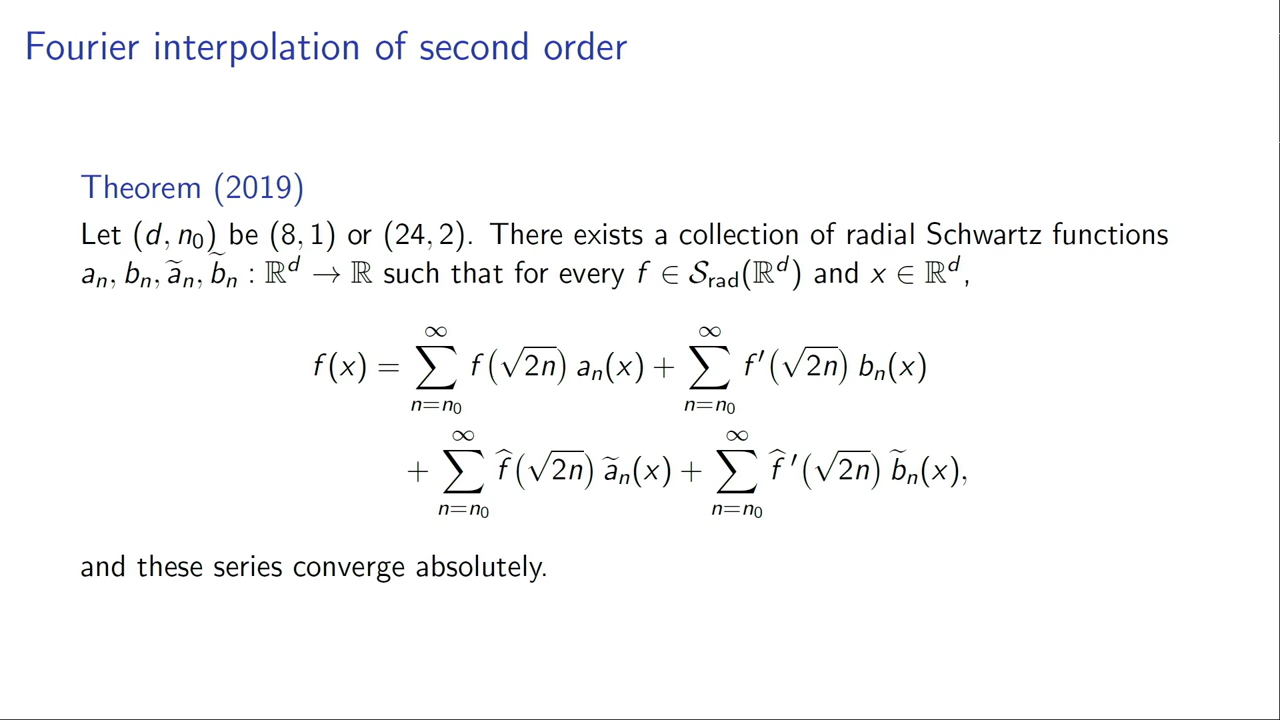 Fourier interpolation of second order
Theorem (2019)
Let (d, n₀) be (8, 1) or (24, 2). There exists a collection of radial Schwartz functions
aₙ, bₙ, ãₙ, b̃ₙ : ℝᵈ → ℝ such that for every f ∈ 𝒮_rad(ℝᵈ) and x ∈ ℝᵈ,
f(x) = ∑_{n=n₀}^{∞} f(√2n) aₙ(x) + ∑_{n=n₀}^{∞} f′(√2n) bₙ(x)
+ ∑_{n=n₀}^{∞} f̂(√2n) ãₙ(x) + ∑_{n=n₀}^{∞} f̂ ′(√2n) b̃ₙ(x),
and these series converge absolutely.